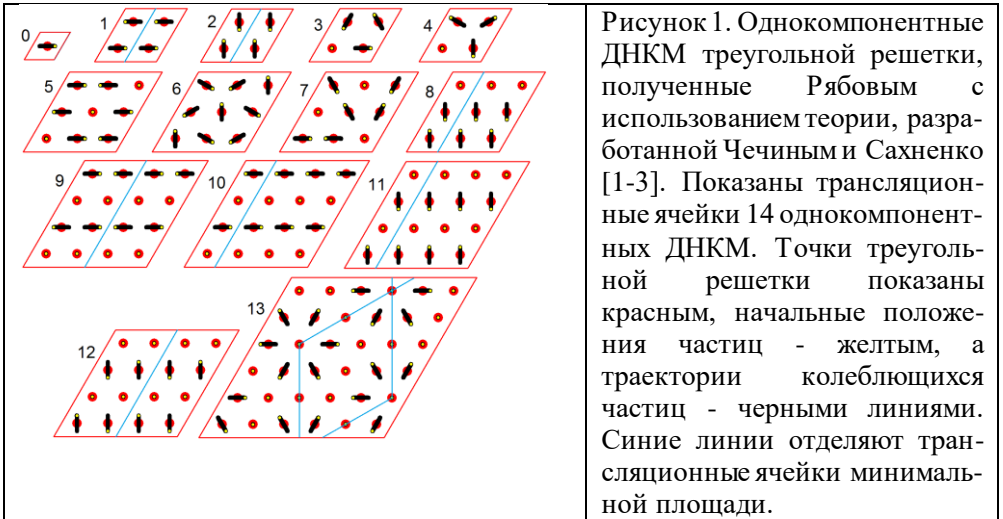 0
1
2
3
4
5
6
7
8
9
10
11
12
13
Рисунок 1. Однокомпонентные
ДНКМ треугольной решетки,
полученные Рябовым с
использованием теории, разра-
ботанной Чечиным и Сахненко
[1-3]. Показаны трансляцион-
ные ячейки 14 однокомпонент-
ных ДНКМ. Точки треуголь-
ной решетки показаны
красным, начальные положе-
ния частиц - желтым, а
траектории колеблющихся
частиц - черными линиями.
Синие линии отделяют тран-
сляционные ячейки минималь-
ной площади.